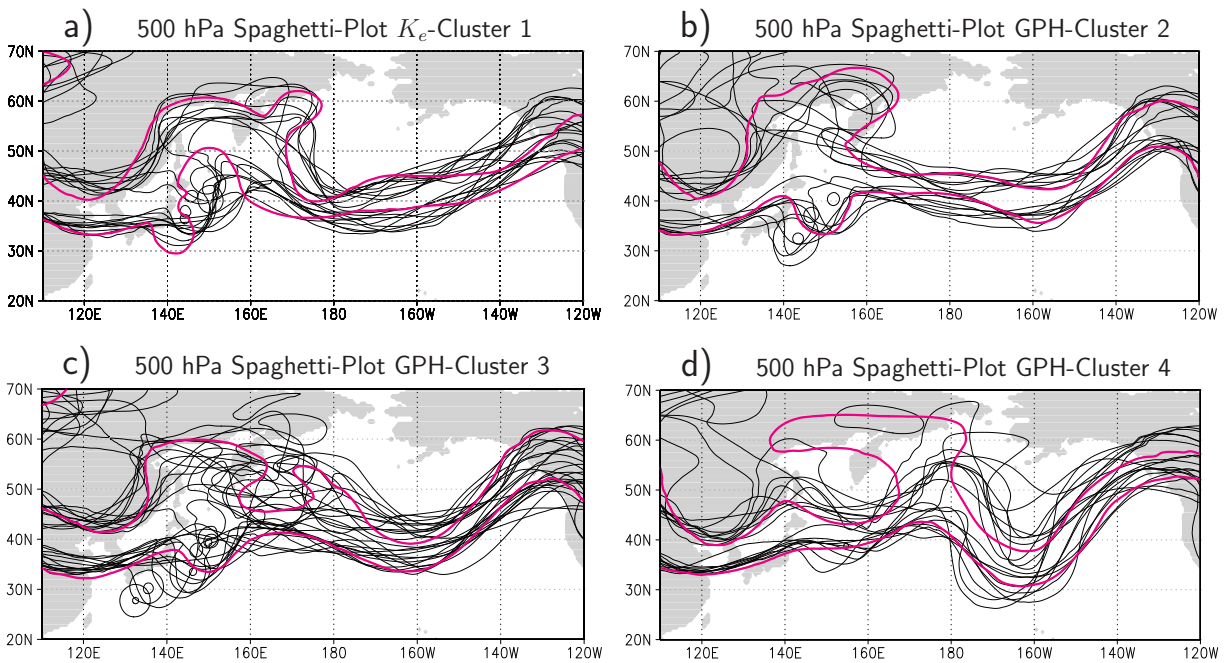 a) 500 hPa Spaghetti-Plot K_e-Cluster 1
70N
60N
50N
40N
30N
20N
120E 140E 160E 180 160W 140W 120W
b) 500 hPa Spaghetti-Plot GPH-Cluster 2
70N
60N
50N
40N
30N
20N
120E 140E 160E 180 160W 140W 120W
c) 500 hPa Spaghetti-Plot GPH-Cluster 3
70N
60N
50N
40N
30N
20N
120E 140E 160E 180 160W 140W 120W
d) 500 hPa Spaghetti-Plot GPH-Cluster 4
70N
60N
50N
40N
30N
20N
120E 140E 160E 180 160W 140W 120W